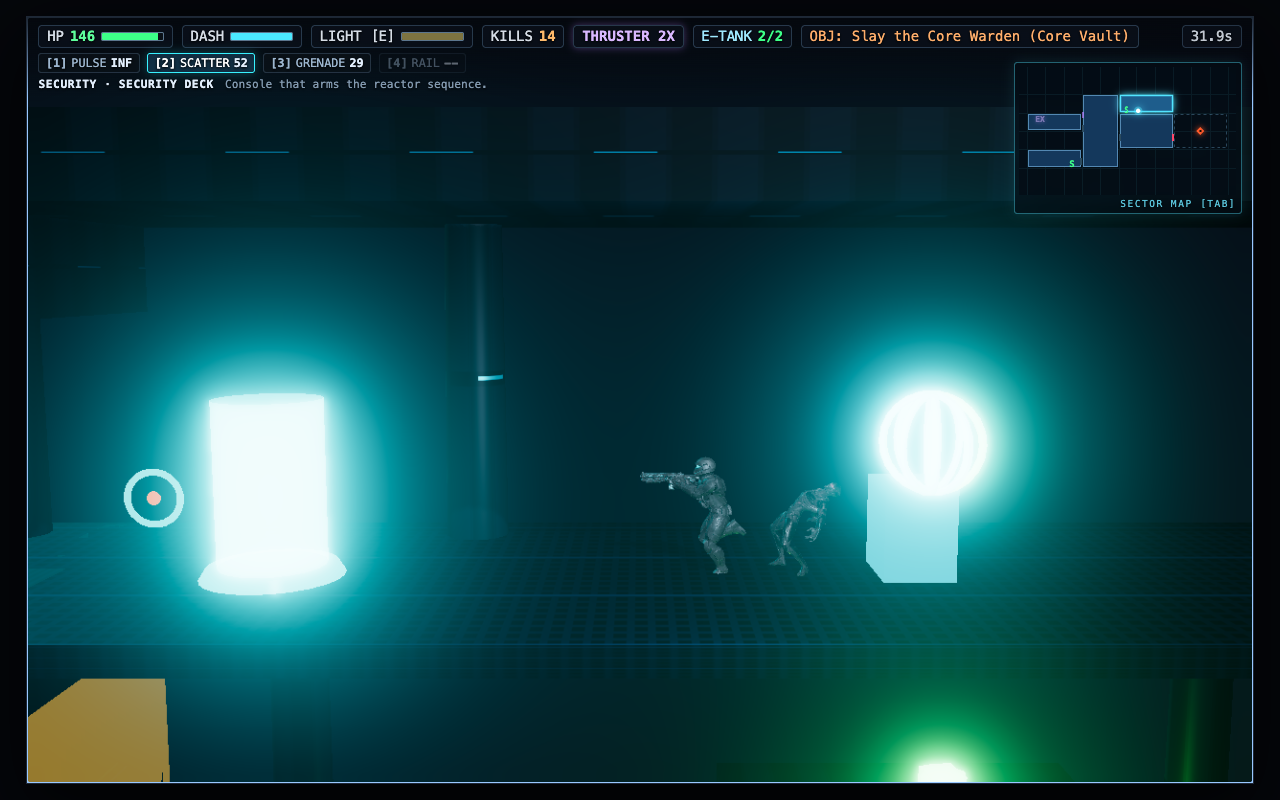 HP 146 DASH LIGHT [E] KILLS 14 THRUSTER 2X E-TANK 2/2 OBJ: Slay the Core Warden (Core Vault) 31.9s
[1] PULSE INF [2] SCATTER 52 [3] GRENADE 29 [4] RAIL --
SECURITY · SECURITY DECK Console that arms the reactor sequence.
S
EX
S
SECTOR MAP [TAB]